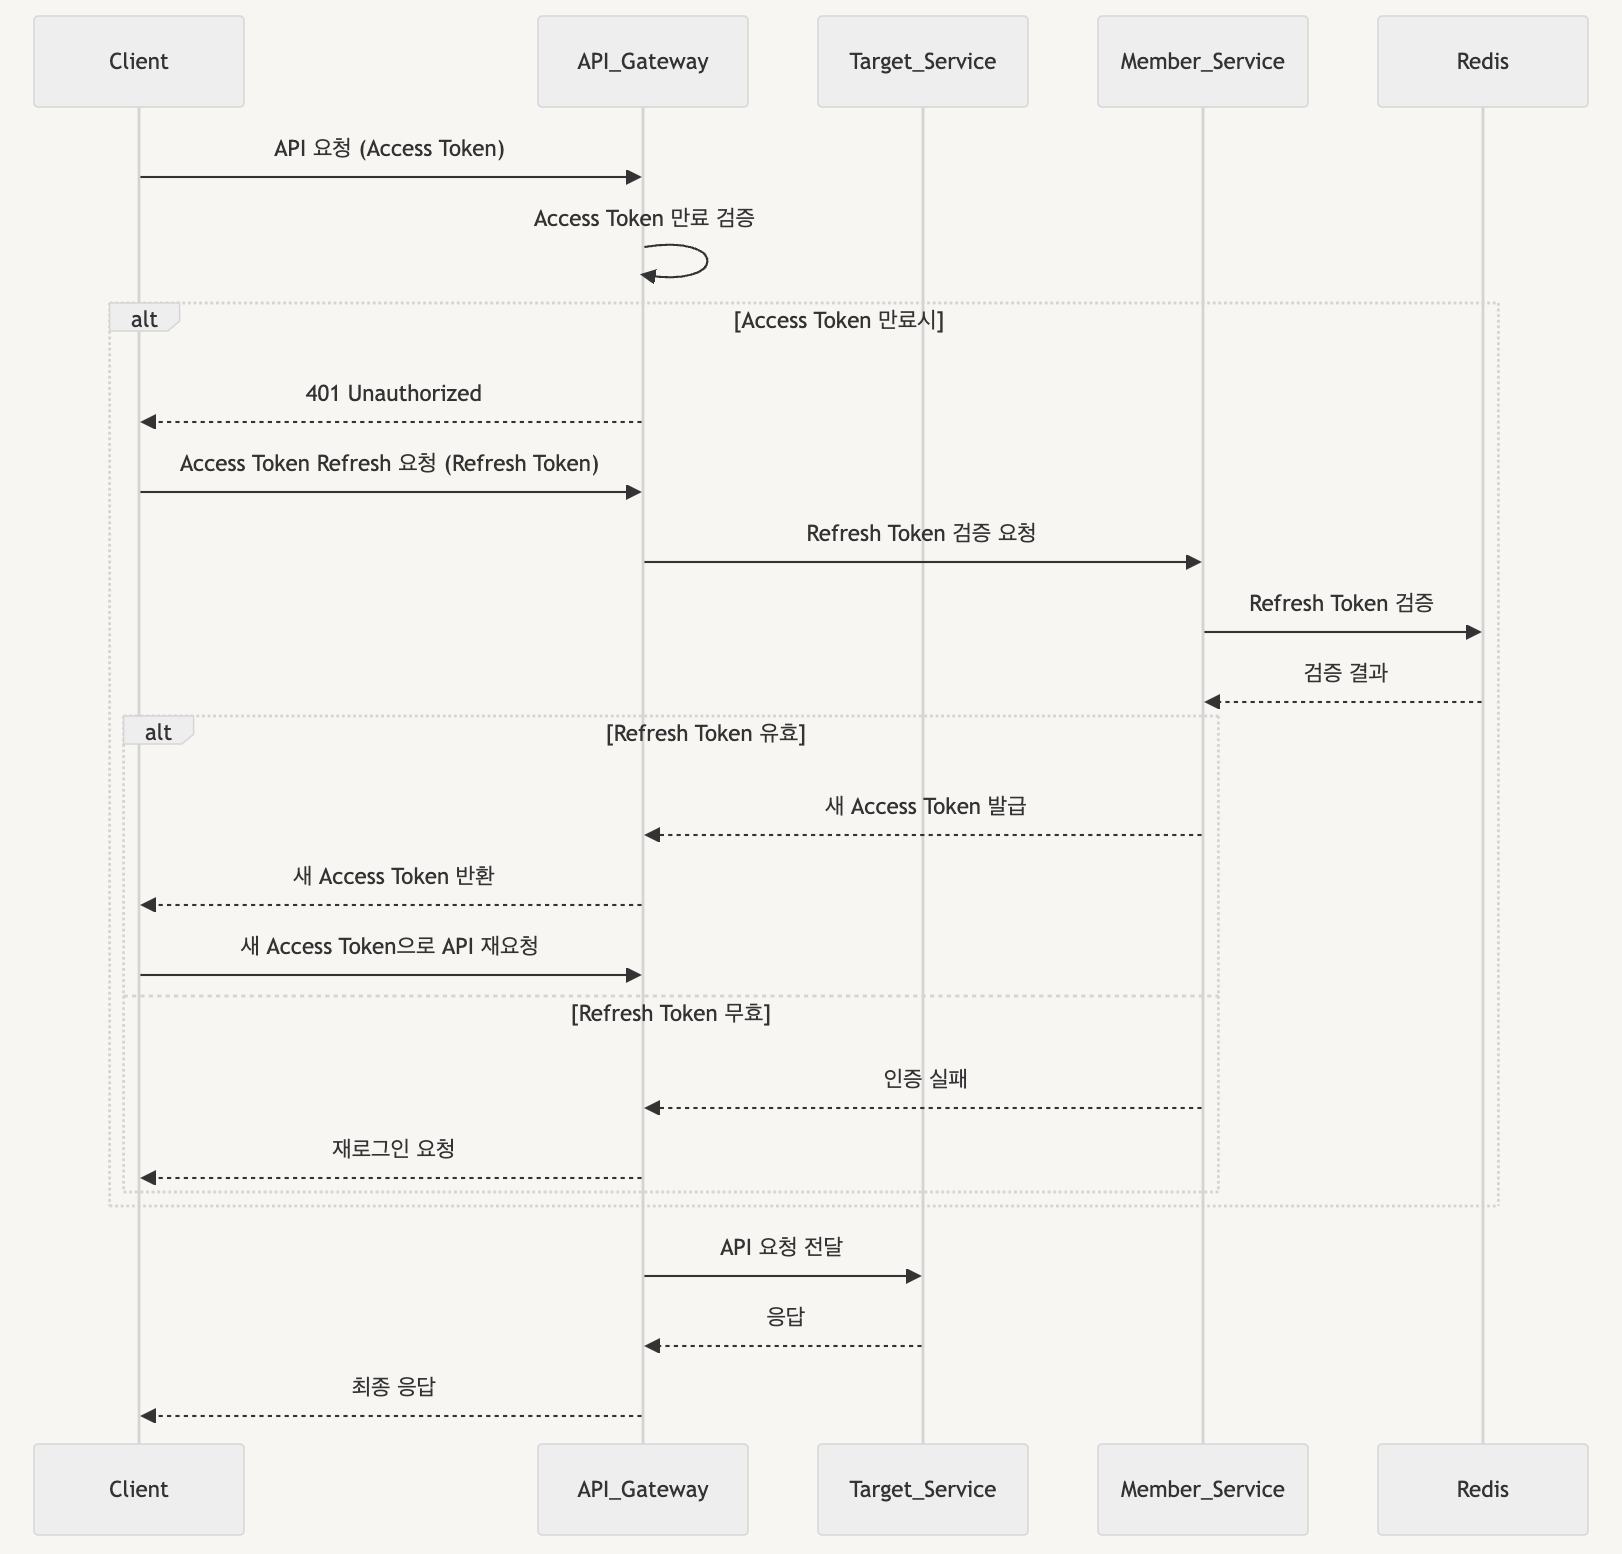 Client
API_Gateway
Target_Service
Member_Service
Redis
API 요청 (Access Token)
Access Token 만료 검증
alt
[Access Token 만료시]
401 Unauthorized
Access Token Refresh 요청 (Refresh Token)
Refresh Token 검증 요청
Refresh Token 검증
검증 결과
alt
[Refresh Token 유효]
새 Access Token 발급
새 Access Token 반환
새 Access Token으로 API 재요청
[Refresh Token 무효]
인증 실패
재로그인 요청
API 요청 전달
응답
최종 응답
Client
API_Gateway
Target_Service
Member_Service
Redis